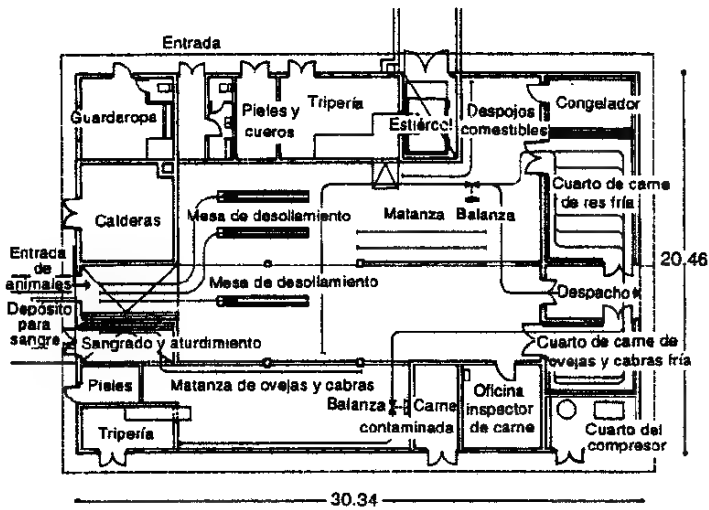 Entrada
Guardaropa
Pieles y
cueros
Tripería
Estiércol
Despojos
comestibles
Congelador
Calderas
Mesa de desollamiento
Matanza
Balanza
Cuarto de carne
de res fría
20.46
Entrada
de
animales
Mesa de desollamiento
Despacho
Depósito
para
sangre
Sangrado y aturdimiento
Cuarto de carne de
ovejas y cabras fría
Pieles
Matanza de ovejas y cabras
Balanza
Carne
contaminada
Oficina
inspector
de carne
Tripería
Cuarto del
compresor
30.34